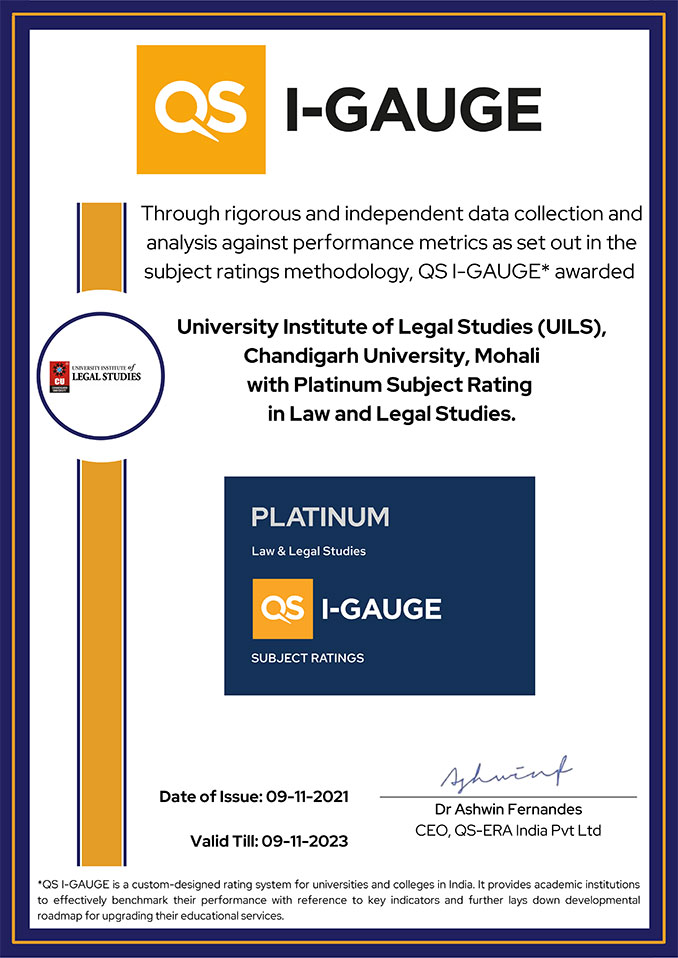 QS I-GAUGE
Through rigorous and independent data collection and
analysis against performance metrics as set out in the
subject ratings methodology, QS I-GAUGE* awarded
University Institute of Legal Studies (UILS),
Chandigarh University, Mohali
with Platinum Subject Rating
in Law and Legal Studies.
CU
CHANDIGARH
UNIVERSITY
UNIVERSITY INSTITUTE of
LEGAL STUDIES
PLATINUM
Law & Legal Studies
QS I-GAUGE
SUBJECT RATINGS
Ashwinf
Date of Issue: 09-11-2021
Valid Till: 09-11-2023
Dr Ashwin Fernandes
CEO, QS-ERA India Pvt Ltd
*QS I-GAUGE is a custom-designed rating system for universities and colleges in India. It provides academic institutions
to effectively benchmark their performance with reference to key indicators and further lays down developmental
roadmap for upgrading their educational services.